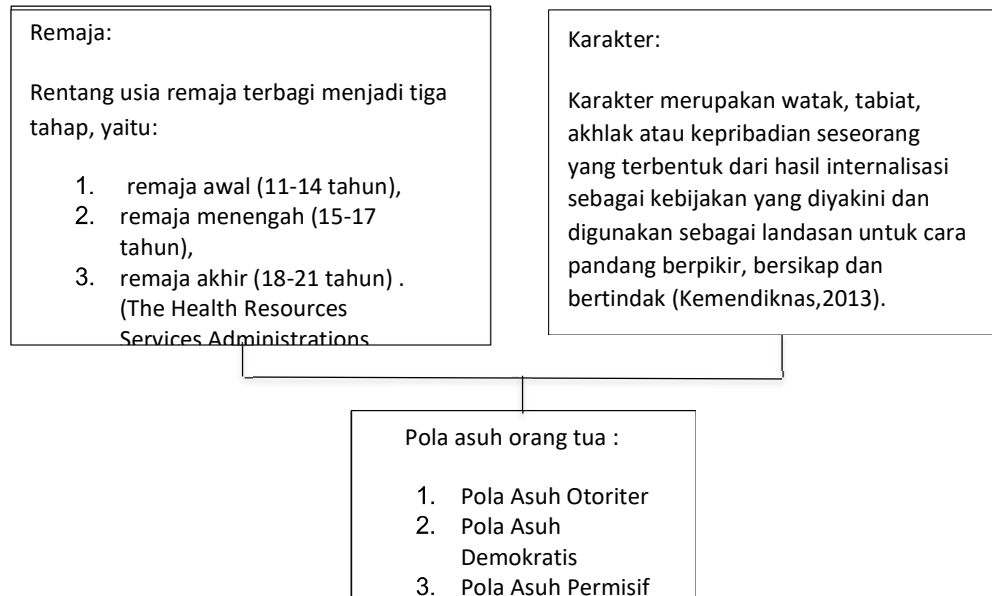 Remaja:
Rentang usia remaja terbagi menjadi tiga
tahap, yaitu:
1. remaja awal (11-14 tahun),
2. remaja menengah (15-17
tahun),
3. remaja akhir (18-21 tahun) .
(The Health Resources
Services Administrations
Karakter:
Karakter merupakan watak, tabiat,
akhlak atau kepribadian seseorang
yang terbentuk dari hasil internalisasi
sebagai kebijakan yang diyakini dan
digunakan sebagai landasan untuk cara
pandang berpikir, bersikap dan
bertindak (Kemendiknas,2013).
Pola asuh orang tua :
1. Pola Asuh Otoriter
2. Pola Asuh
Demokratis
3. Pola Asuh Permisif